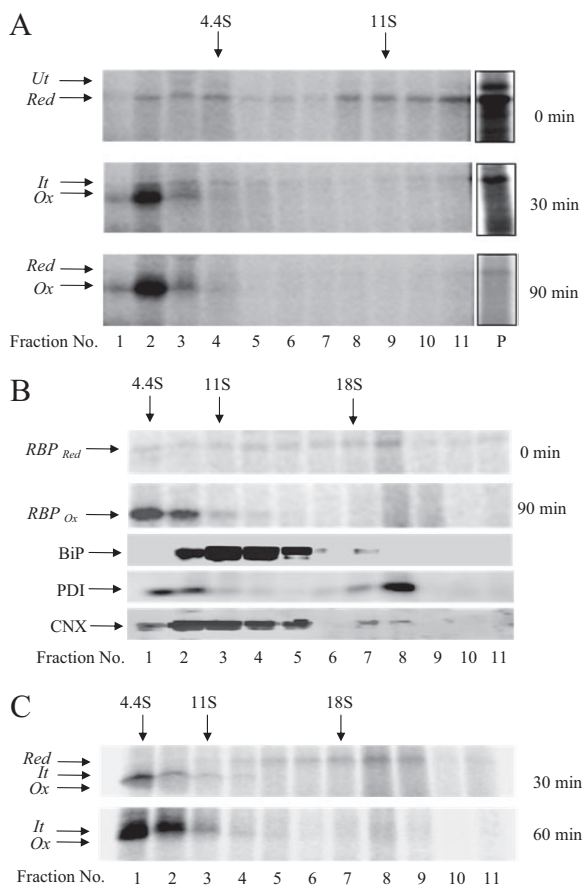 A
4.4S 11S
Ut
Red
0 min
It
Ox
30 min
Red
Ox
90 min
Fraction No. 1 2 3 4 5 6 7 8 9 10 11 P
B
4.4S 11S 18S
RBP Red
0 min
RBP Ox
90 min
BiP
PDI
CNX
Fraction No. 1 2 3 4 5 6 7 8 9 10 11
C
4.4S 11S 18S
Red
It
Ox
30 min
It
Ox
60 min
Fraction No. 1 2 3 4 5 6 7 8 9 10 11